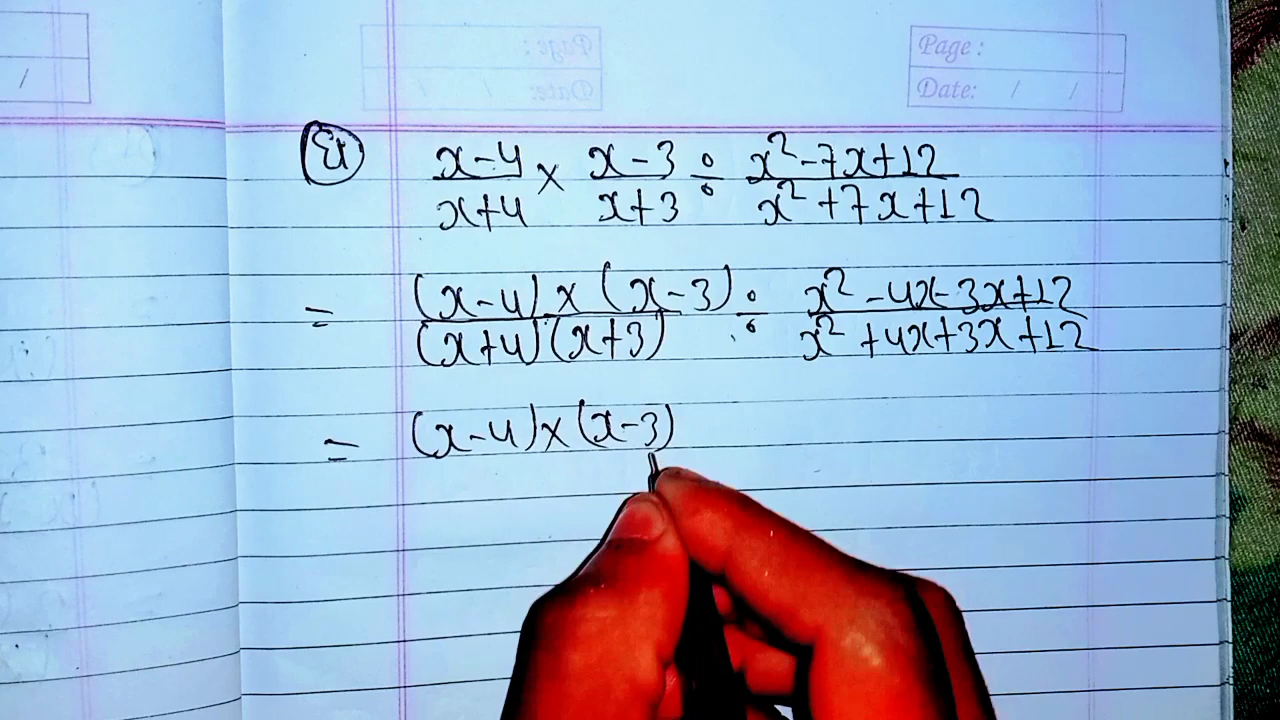 Page :
Date: / /
Ex x-4/x+4 × x-3/x+3 ÷ x²-7x+12/x²+7x+12
= (x-4)×(x-3)/(x+4)(x+3) ÷ x²-4x-3x+12/x²+4x+3x+12
= (x-4)×(x-3)